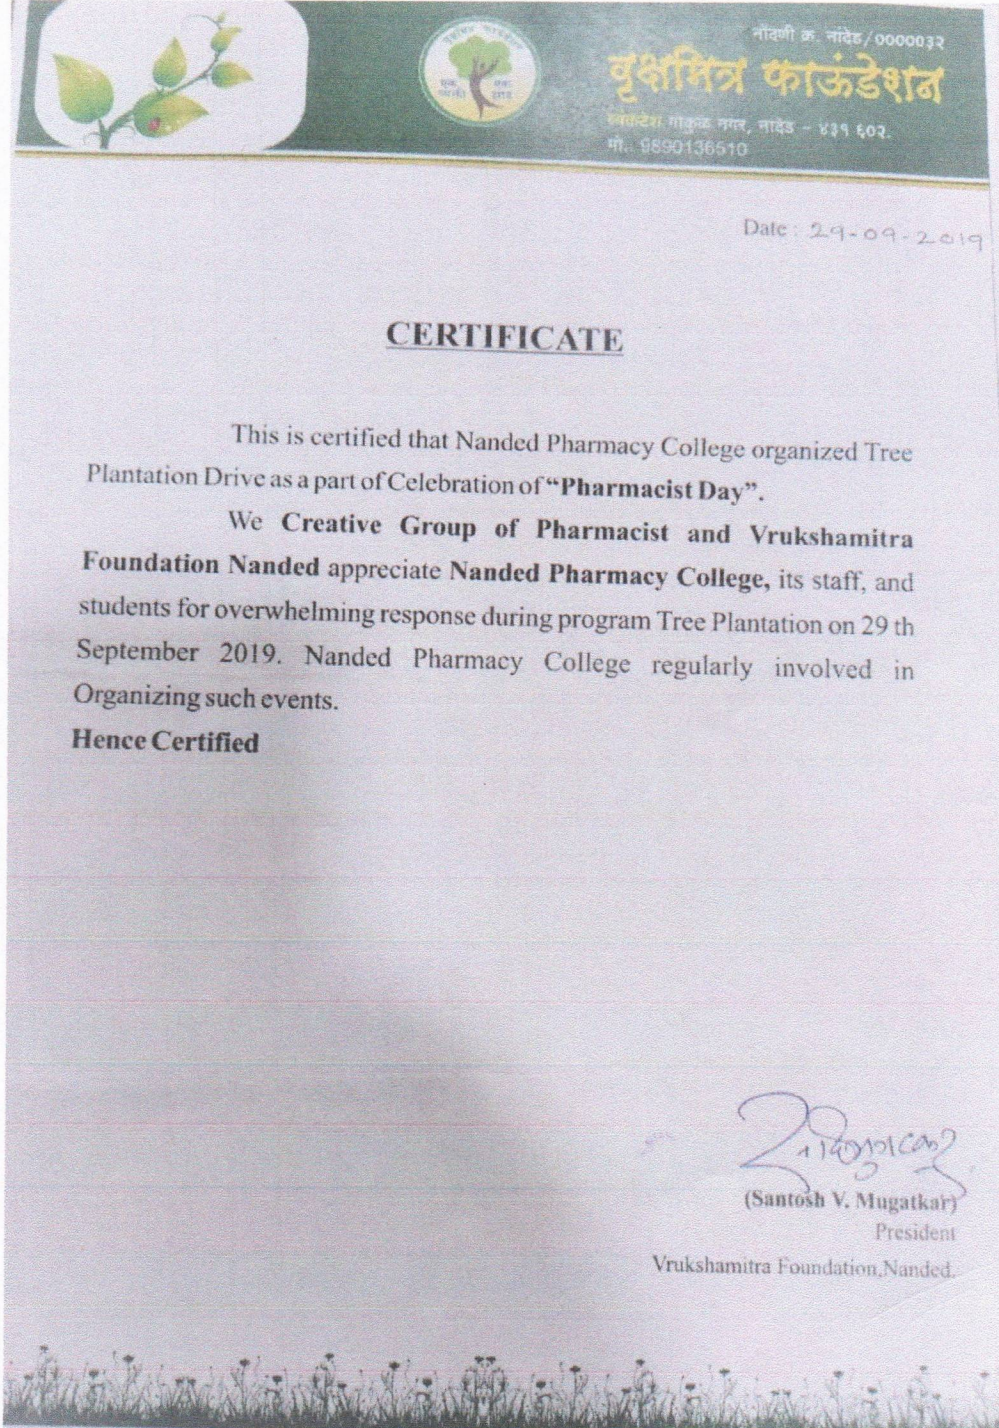 नोंदणी क्र. नांदेड/0000032
वृक्षमित्र फाऊंडेशन
एक व्यक्ती एक झाड
व्यंकटेश गोकुळ नगर, नांदेड - ४३१ ६०२.
मो. 9890136510
Date : 29-09-2019
CERTIFICATE
This is certified that Nanded Pharmacy College organized Tree
Plantation Drive as a part of Celebration of “Pharmacist Day”.
We Creative Group of Pharmacist and Vrukshamitra
Foundation Nanded appreciate Nanded Pharmacy College, its staff, and
students for overwhelming response during program Tree Plantation on 29 th
September 2019. Nanded Pharmacy College regularly involved in
Organizing such events.
Hence Certified
(Santosh V. Mugatkar)
President
Vrukshamitra Foundation,Nanded.